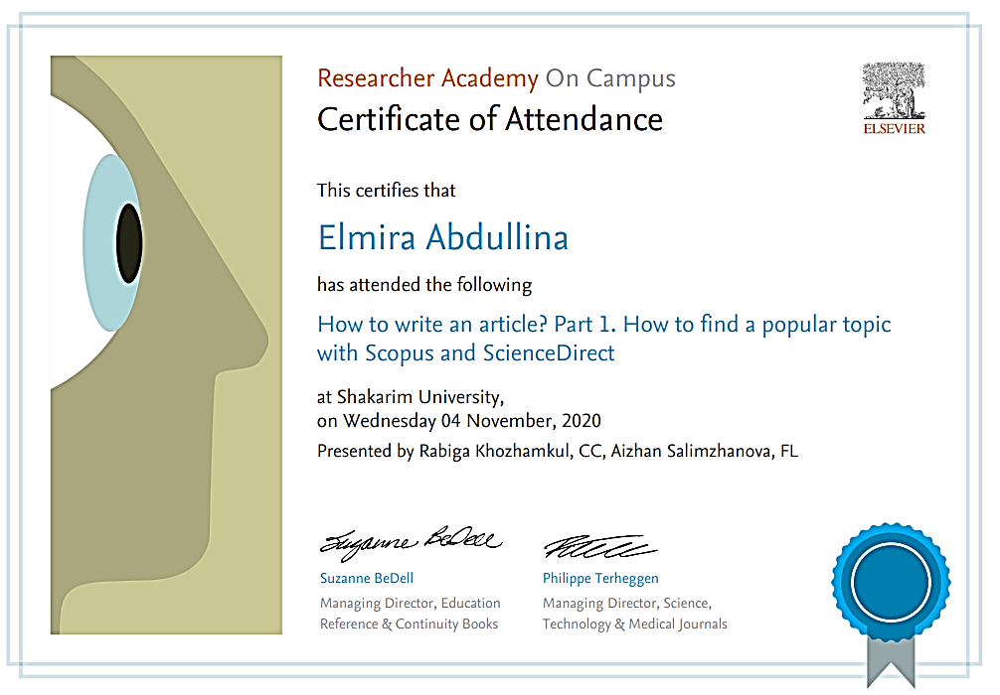 Researcher Academy On Campus
Certificate of Attendance
ELSEVIER
This certifies that
Elmira Abdullina
has attended the following
How to write an article? Part 1. How to find a popular topic
with Scopus and ScienceDirect
at Shakarim University,
on Wednesday 04 November, 2020
Presented by Rabiga Khozhamkul, CC, Aizhan Salimzhanova, FL
Suzanne BeDell
Suzanne BeDell
Managing Director, Education
Reference & Continuity Books
Philippe Terheggen
Managing Director, Science,
Technology & Medical Journals